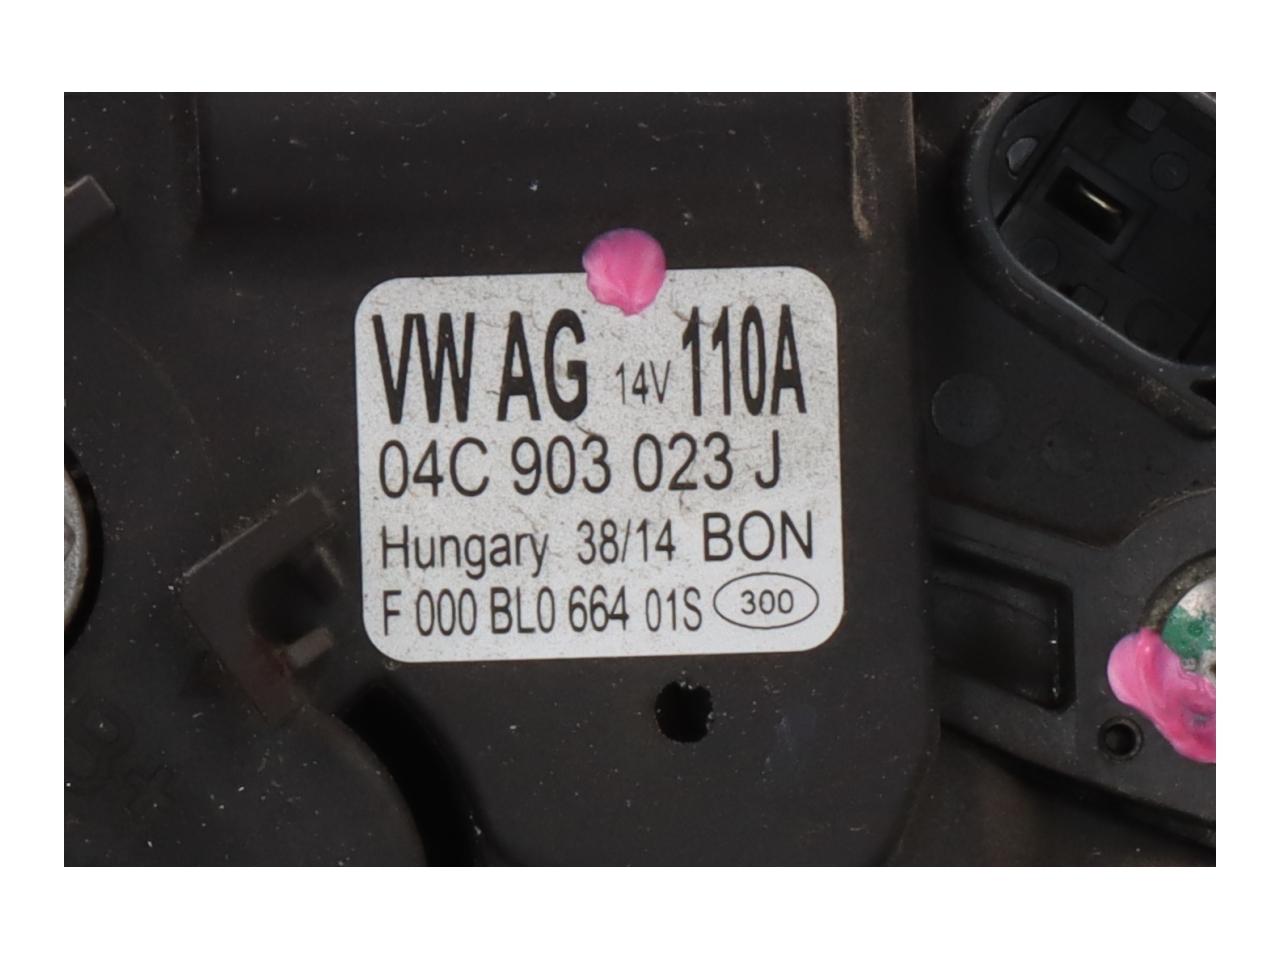 VW AG 14V 110A
04C 903 023 J
Hungary 38/14 BON
F 000 BL0 664 01S 300
B+